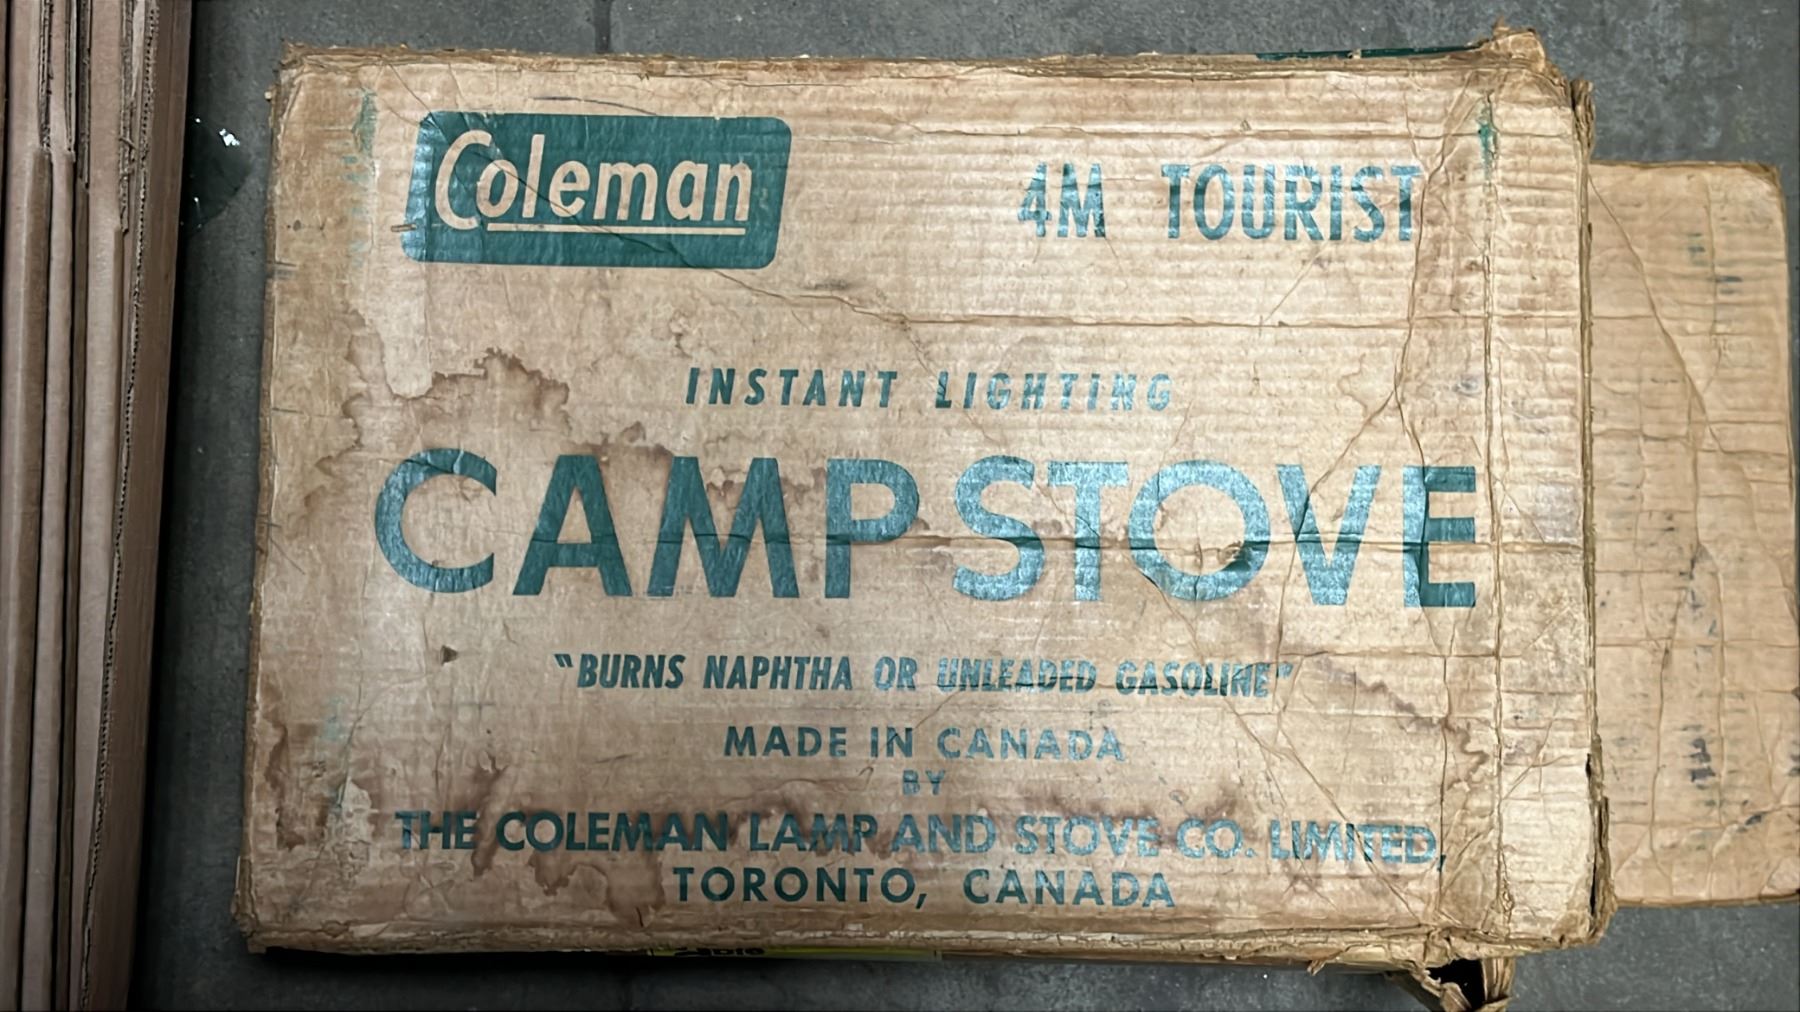 Coleman
4M TOURIST
INSTANT LIGHTING
CAMP STOVE
"BURNS NAPHTHA OR UNLEADED GASOLINE"
MADE IN CANADA
BY
THE COLEMAN LAMP AND STOVE CO. LIMITED,
TORONTO, CANADA